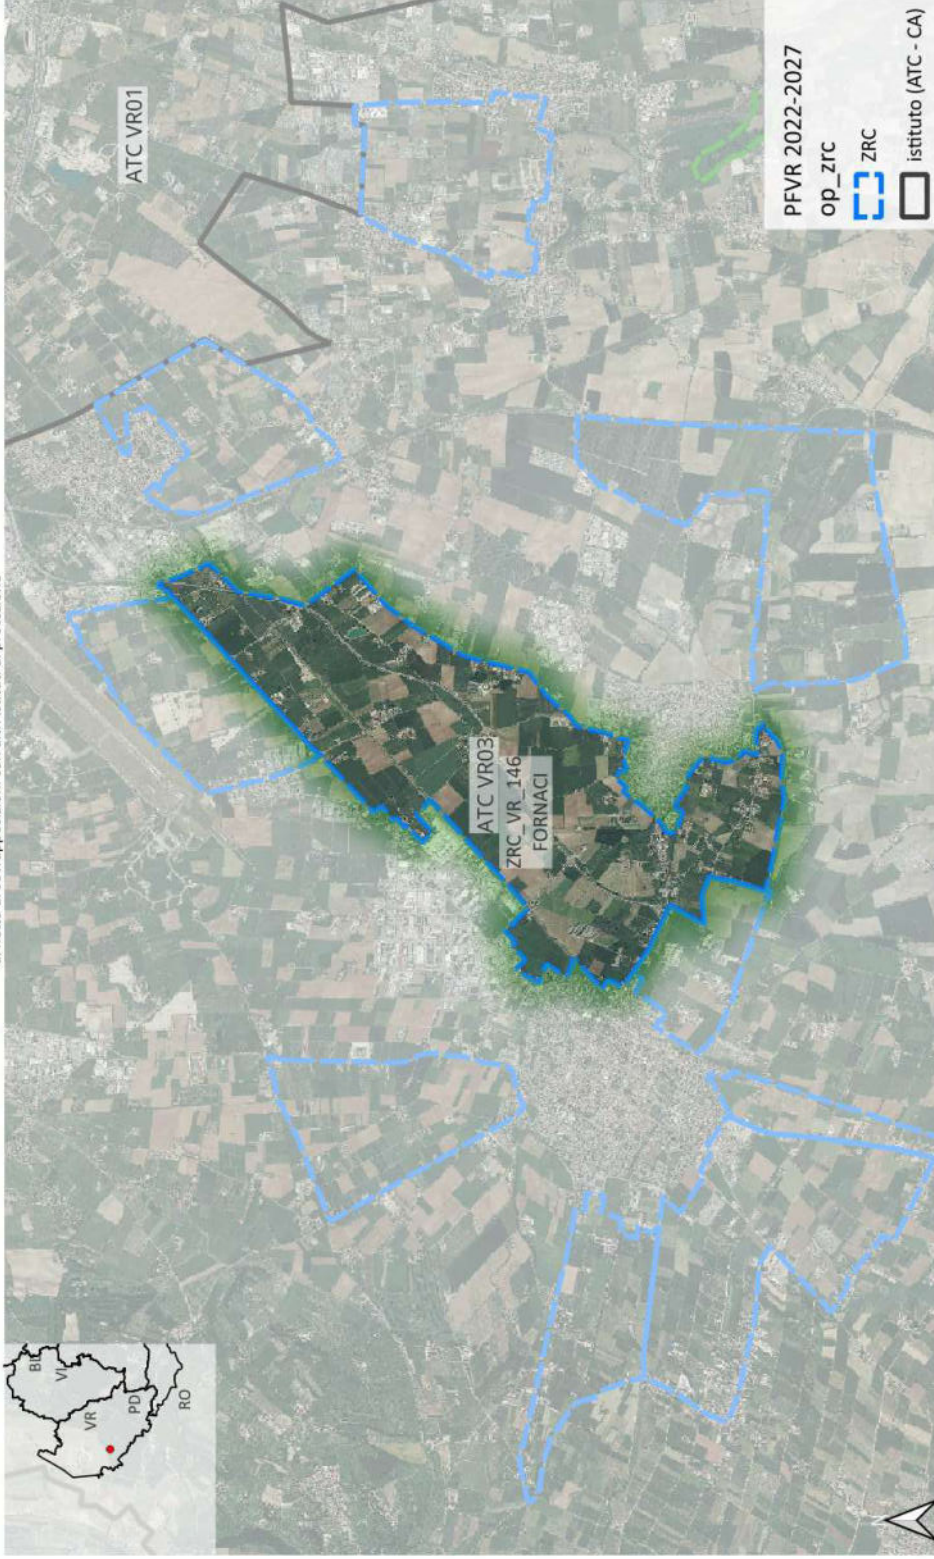 ATC VR01
ATC VR03
ZRC_VR_146
FORNACI
PFVR 2022-2027
op_zrc
ZRC
istituto (ATC - CA)
BL
VI
VR
PD
RO